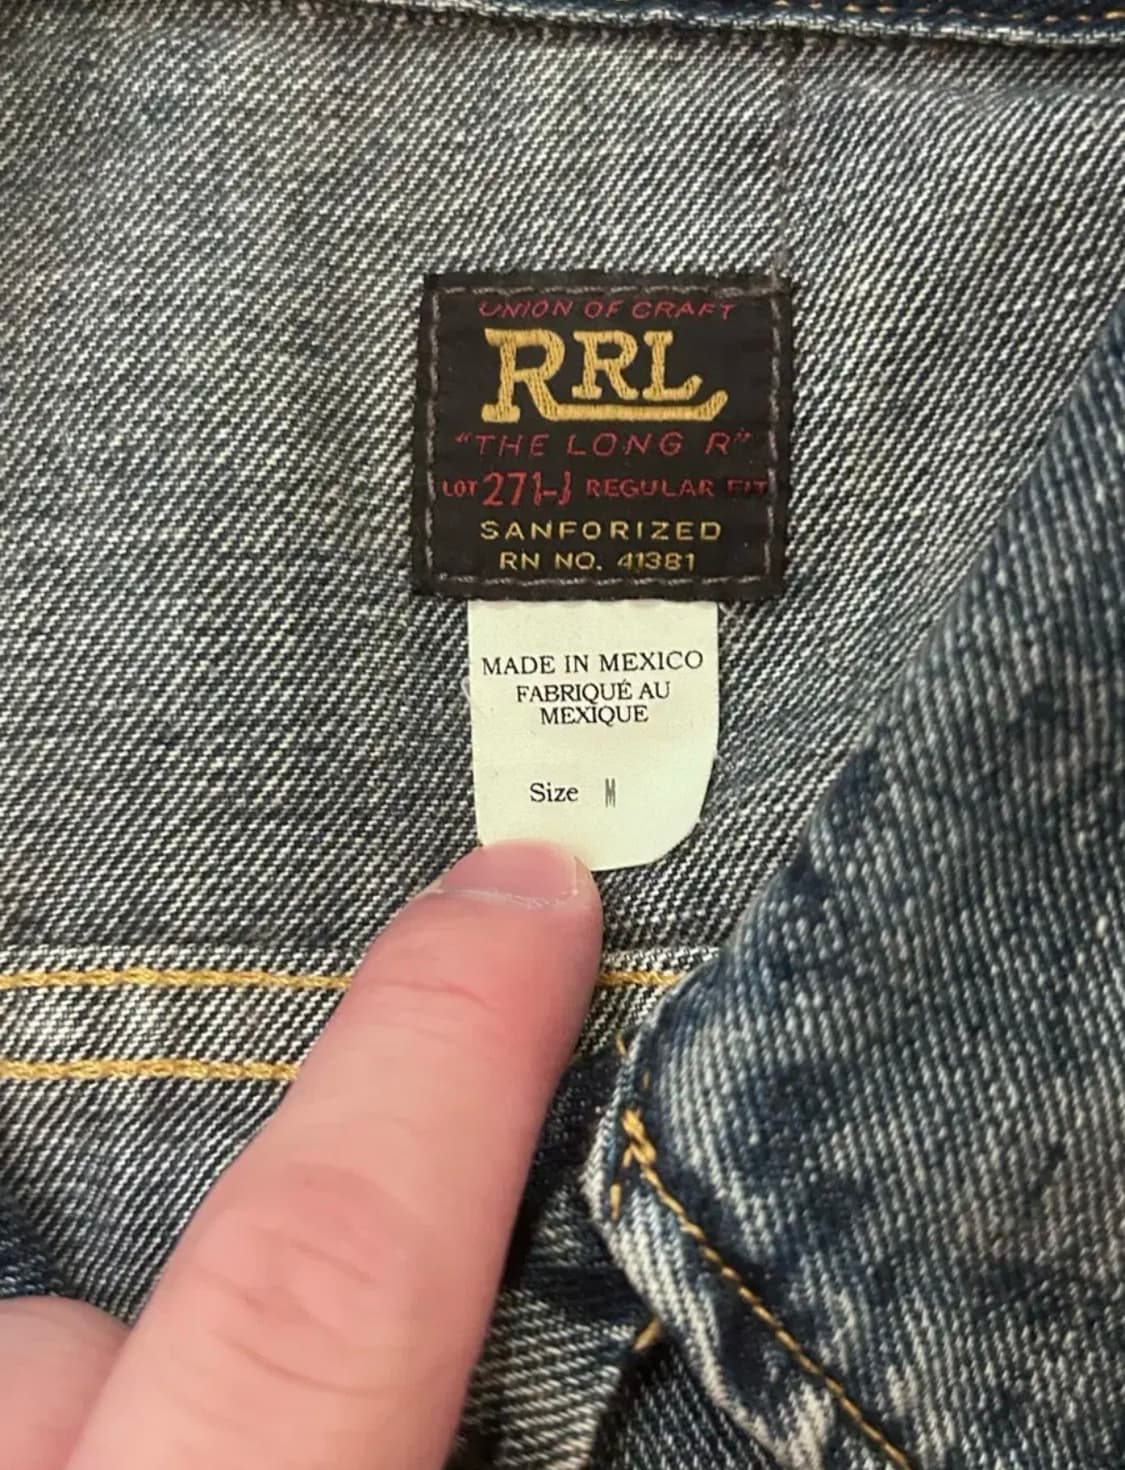 UNION OF CRAFT
RRL
"THE LONG R"
LOT 271-J REGULAR FIT
SANFORIZED
RN NO. 41381
MADE IN MEXICO
FABRIQUÉ AU
MEXIQUE
Size M